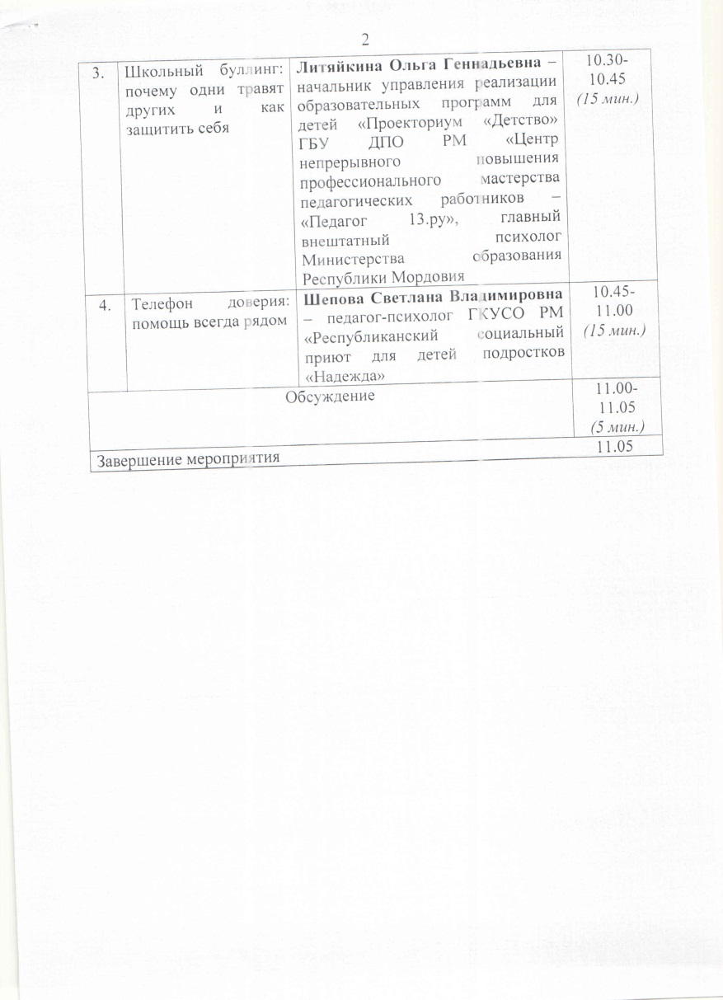 2
3.
Школьный буллинг:
почему одни травят
других и как
защитить себя
Литяйкина Ольга Геннадьевна –
начальник управления реализации
образовательных программ для
детей «Проекториум «Детство»
ГБУ ДПО РМ «Центр
непрерывного повышения
профессионального мастерства
педагогических работников –
«Педагог 13.ру», главный
внештатный психолог
Министерства образования
Республики Мордовия
10.30-
10.45
(15 мин.)
4.
Телефон доверия:
помощь всегда рядом
Шепова Светлана Владимировна
– педагог-психолог ГКУСО РМ
«Республиканский социальный
приют для детей подростков
«Надежда»
10.45-
11.00
(15 мин.)
Обсуждение
11.00-
11.05
(5 мин.)
Завершение мероприятия
11.05